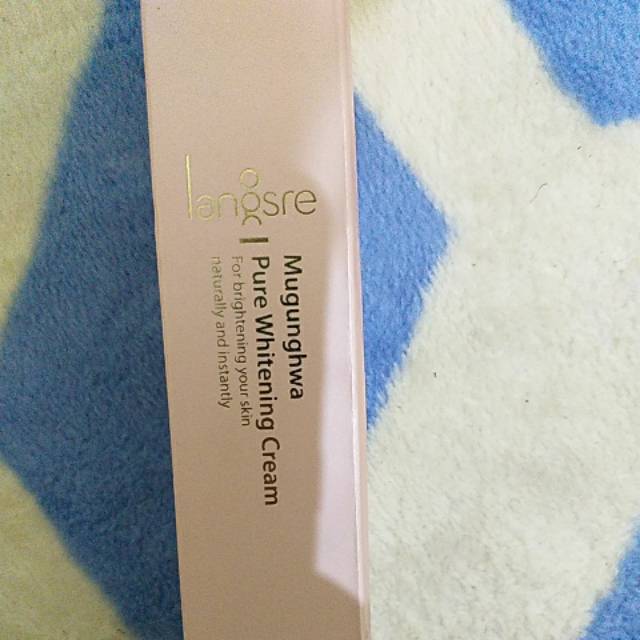 langsre
Mugunghwa
Pure Whitening Cream
For brightening your skin
naturally and instantly